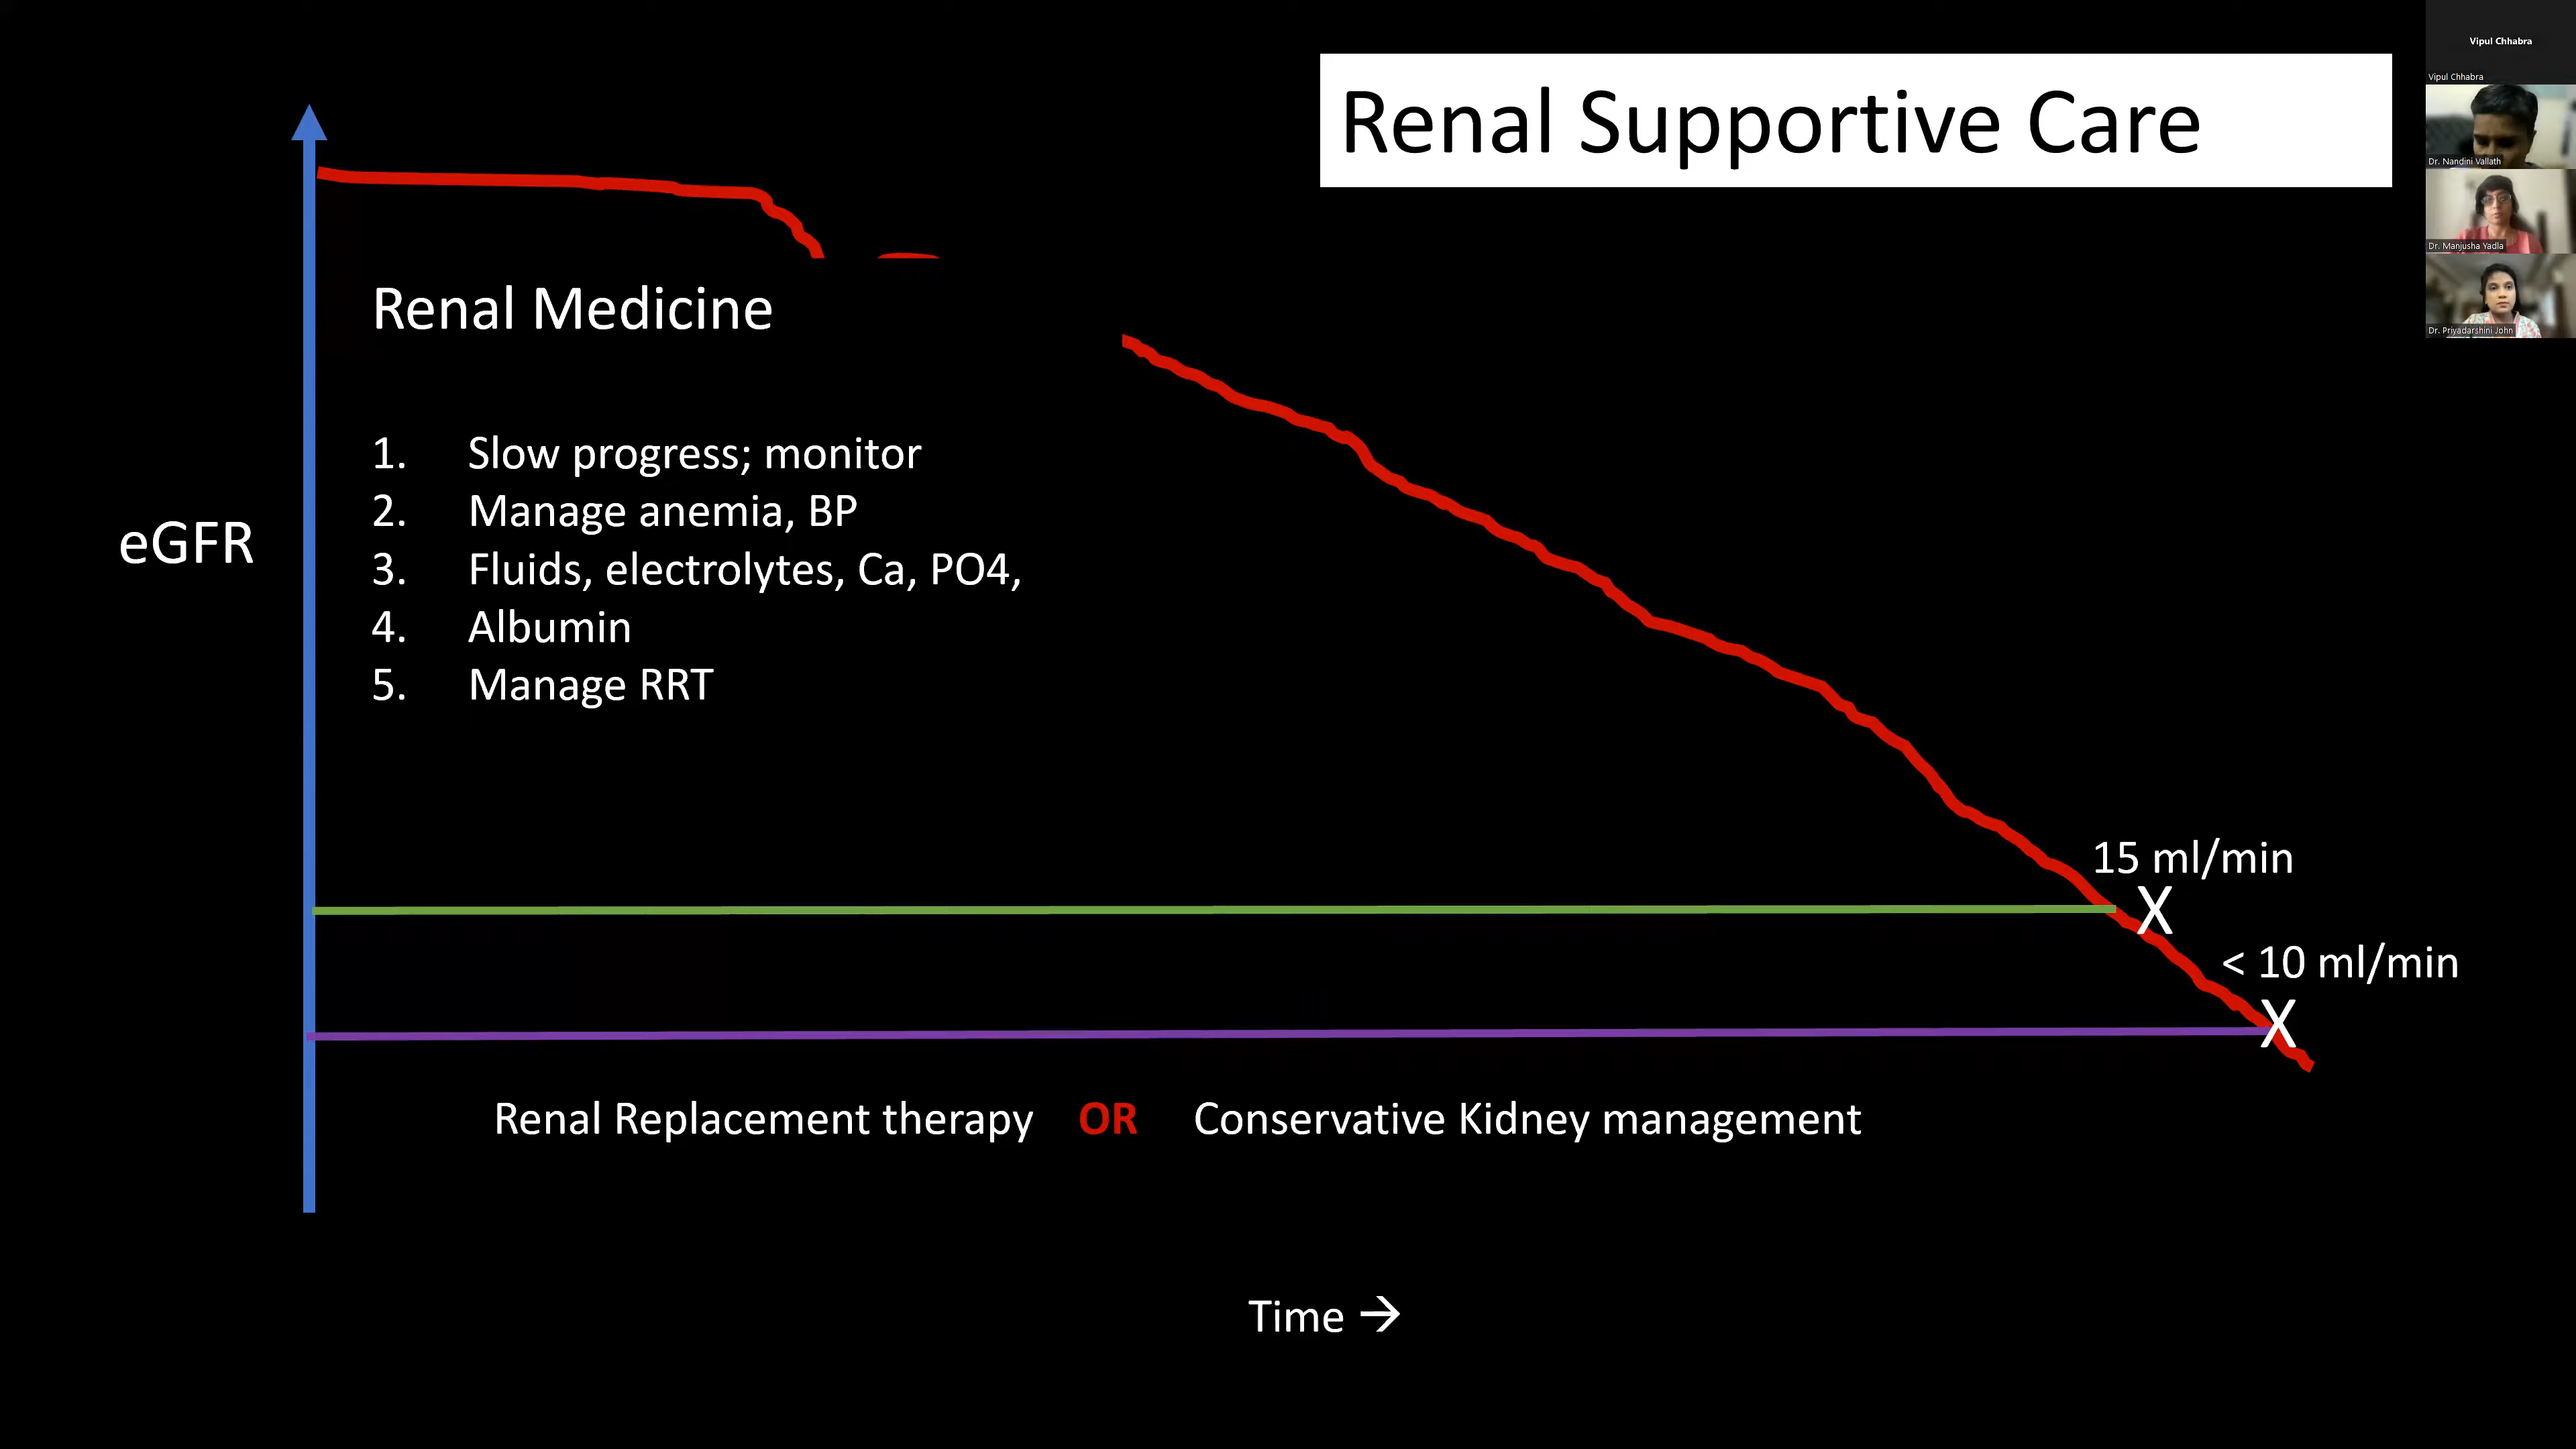 Renal Supportive Care
Vipul Chhabra
Vipul Chhabra
Dr. Nandini Vallath
Dr. Manjusha Yadla
Dr. Priyadarshini John
Renal Medicine
1. Slow progress; monitor
2. Manage anemia, BP
3. Fluids, electrolytes, Ca, PO4,
4. Albumin
5. Manage RRT
eGFR
15 ml/min
X
< 10 ml/min
X
Renal Replacement therapy OR Conservative Kidney management
Time →